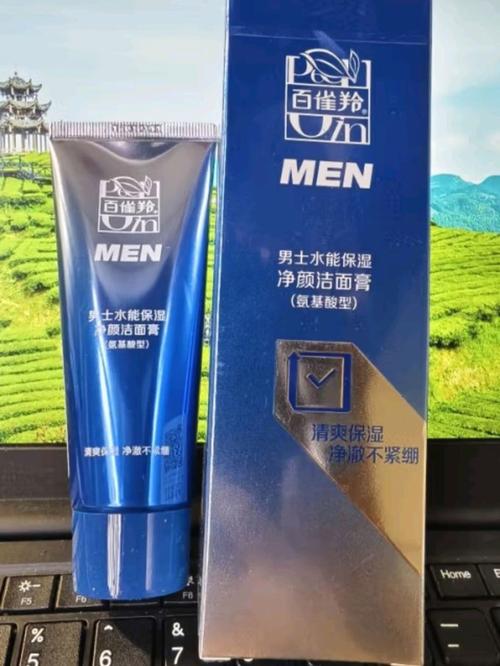 Pechoin
百雀羚®
MEN
男士水能保湿
净颜洁面膏
(氨基酸型)
清爽保湿 净澈不紧绷
百雀羚®
MEN
男士水能保湿
净颜洁面膏
(氨基酸型)
清爽保湿
净澈不紧绷
F5
F6
Home
%
5
^
6
&
7
*